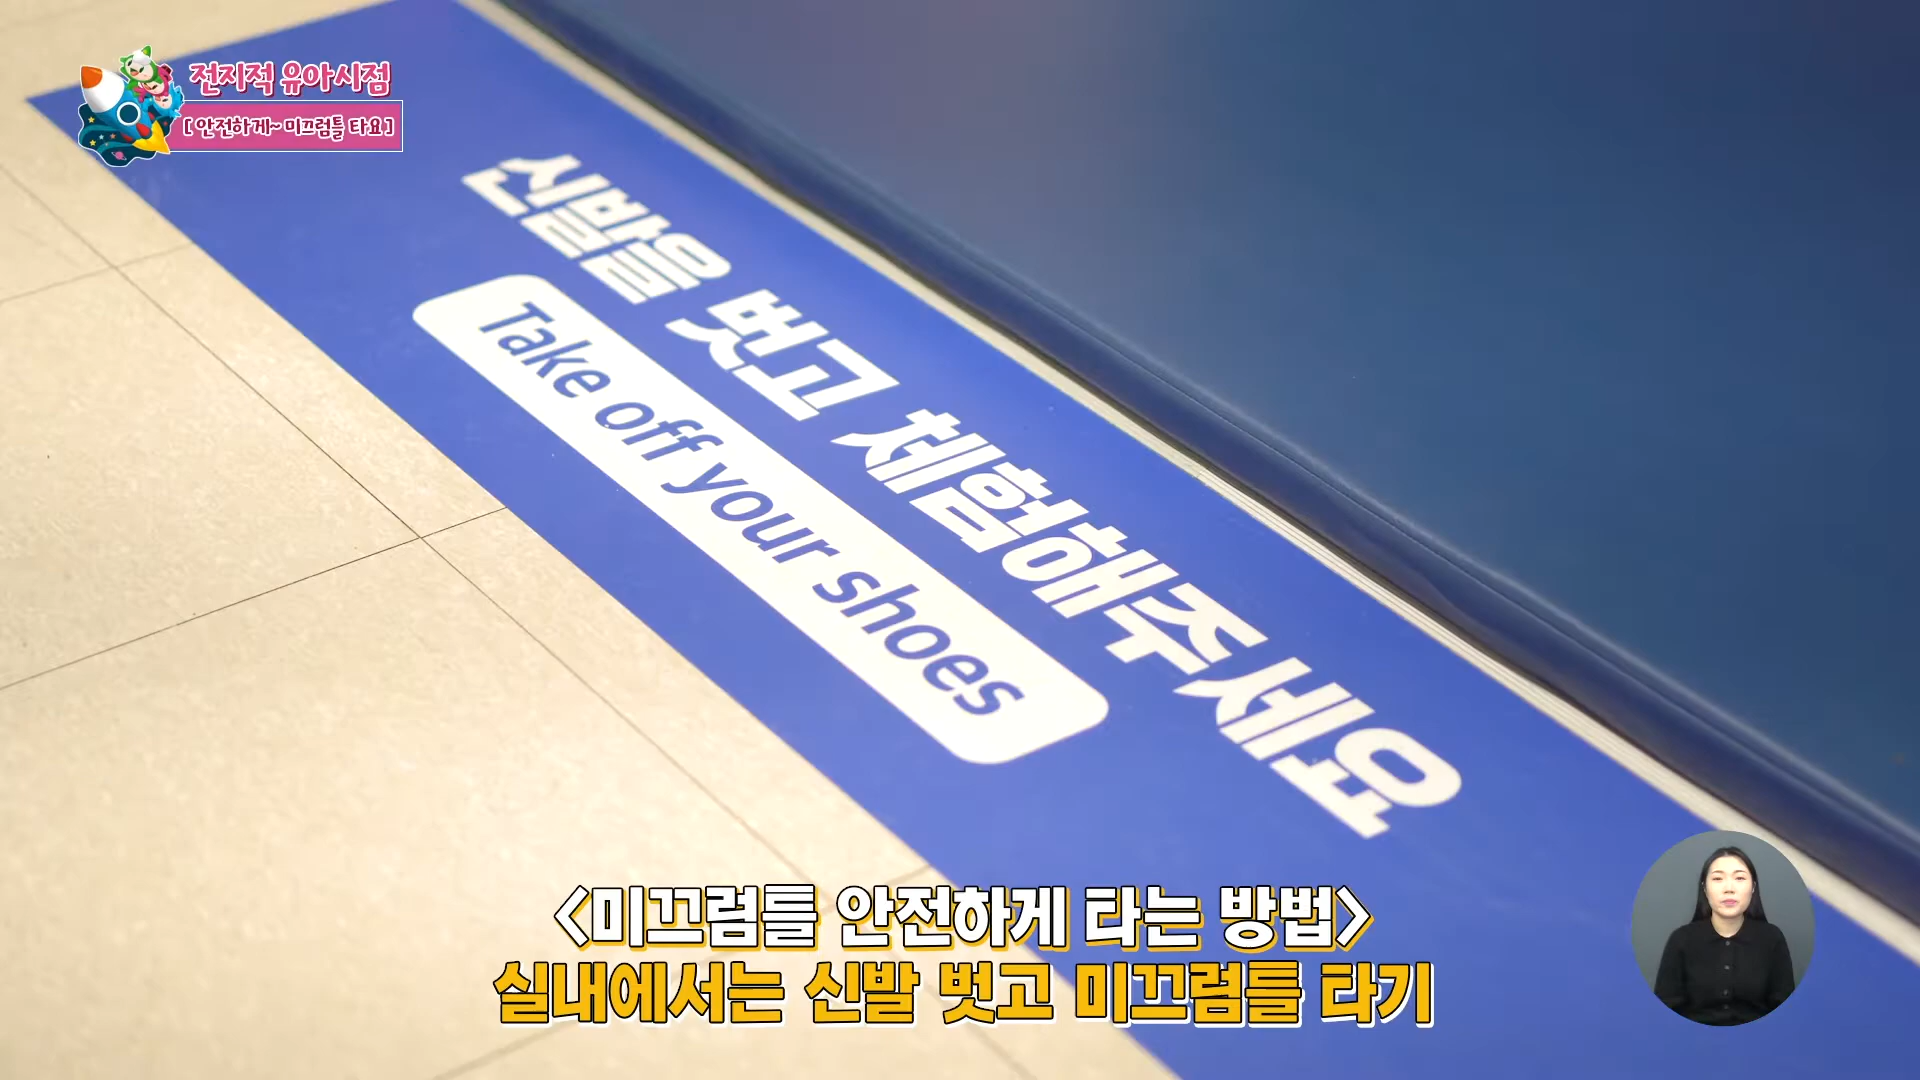 전지적 유아시점
[ 안전하게~ 미끄럼틀 타요 ]
신발을 벗고 체험해주세요
Take off your shoes
<미끄럼틀 안전하게 타는 방법>
실내에서는 신발 벗고 미끄럼틀 타기